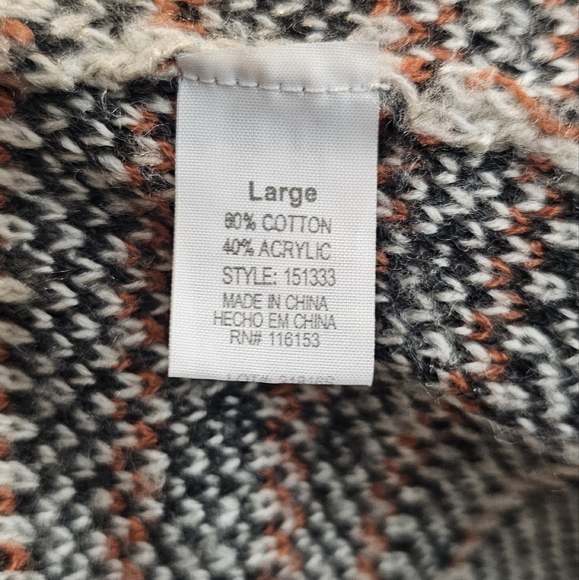 Large
60% COTTON
40% ACRYLIC
STYLE: 151333
MADE IN CHINA
HECHO EM CHINA
RN# 116153